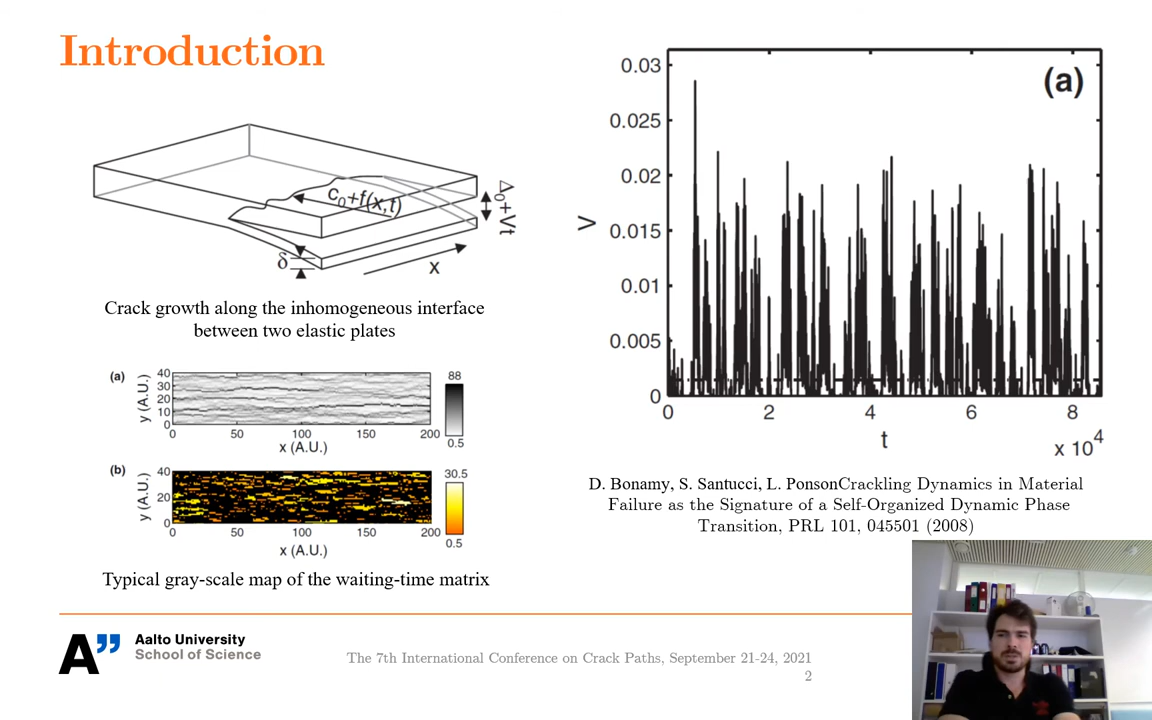 Introduction
c₀+f(x,t)
Δ₀+Vt
δ
x
Crack growth along the inhomogeneous interface
between two elastic plates
(a)
y (A.U.)
40
30
20
10
0
0 50 100 150 200
x (A.U.)
88
0.5
(b)
y (A.U.)
40
20
0
0 50 100 150 200
x (A.U.)
30.5
0.5
Typical gray-scale map of the waiting-time matrix
(a)
V
0.03
0.025
0.02
0.015
0.01
0.005
0
0 2 4 6 8
t
x 10⁴
D. Bonamy, S. Santucci, L. PonsonCrackling Dynamics in Material
Failure as the Signature of a Self-Organized Dynamic Phase
Transition, PRL 101, 045501 (2008)
A”
Aalto University
School of Science
The 7th International Conference on Crack Paths, September 21-24, 2021
2